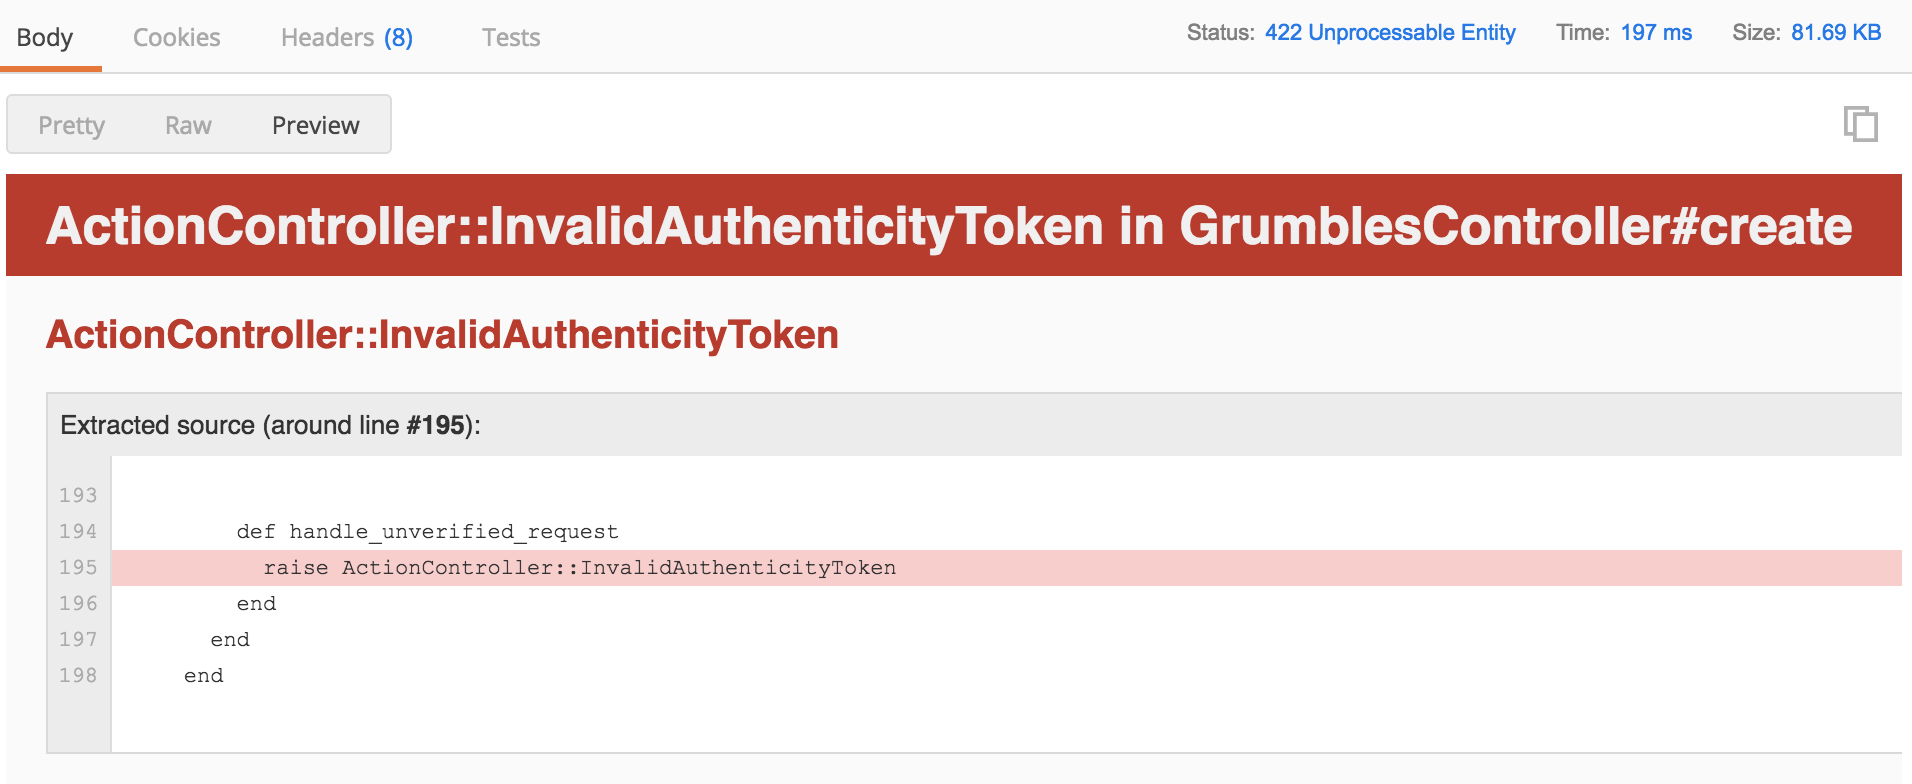 Body Cookies Headers (8) Tests Status: 422 Unprocessable Entity Time: 197 ms Size: 81.69 KB
Pretty Raw Preview
ActionController::InvalidAuthenticityToken in GrumblesController#create
ActionController::InvalidAuthenticityToken
Extracted source (around line #195):
193
194 def handle_unverified_request
195 raise ActionController::InvalidAuthenticityToken
196 end
197 end
198 end